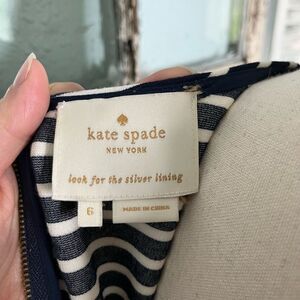 kate spade
NEW YORK
look for the silver lining
6
MADE IN CHINA